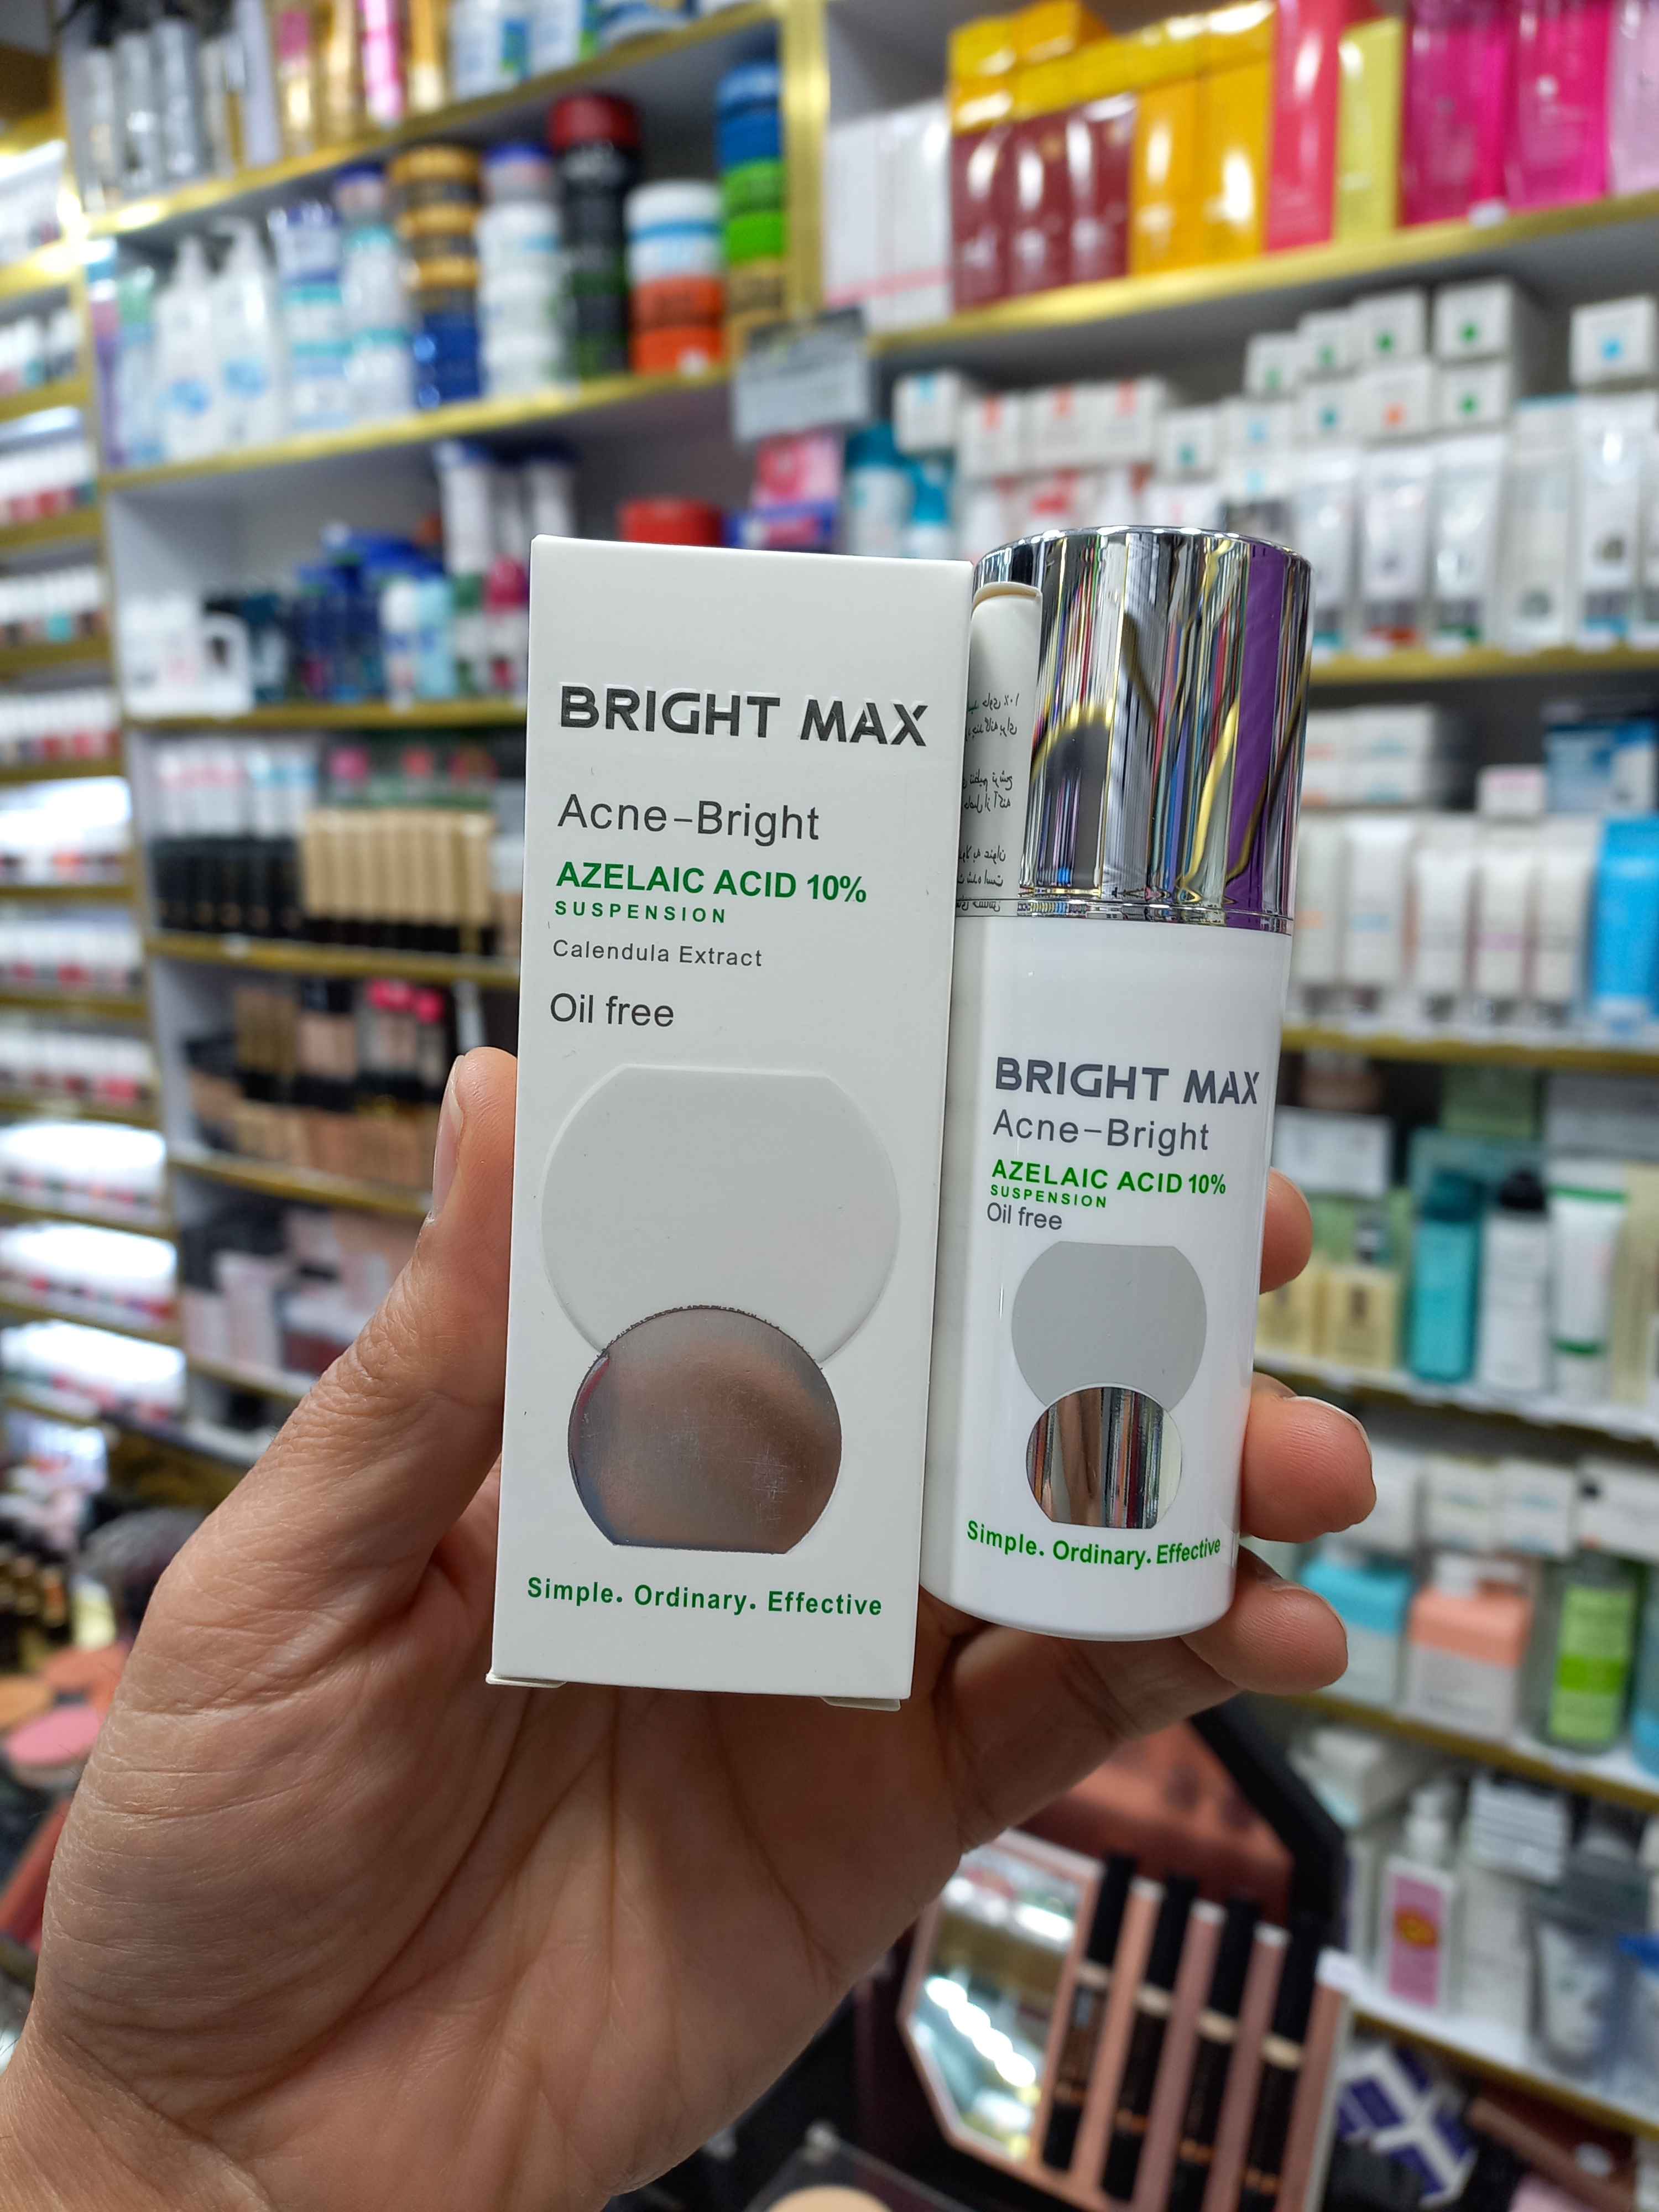 BRIGHT MAX
Acne-Bright
AZELAIC ACID 10%
SUSPENSION
Calendula Extract
Oil free
Simple. Ordinary. Effective
BRIGHT MAX
Acne-Bright
AZELAIC ACID 10%
SUSPENSION
Oil free
Simple. Ordinary. Effective